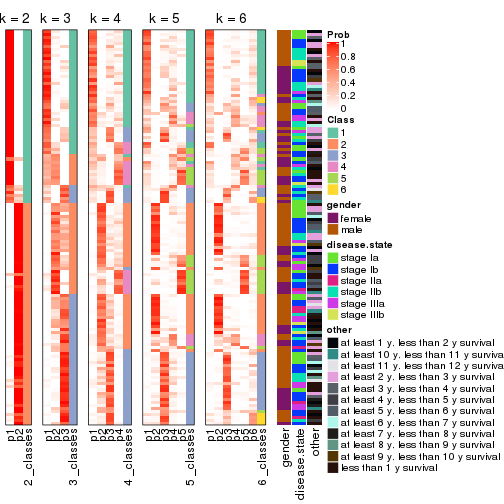 k = 2
k = 3
k = 4
k = 5
k = 6
Prob
1
0.8
0.6
0.4
0.2
0
Class
1
2
3
4
5
6
gender
female
male
disease.state
stage Ia
stage Ib
stage IIa
stage IIb
stage IIIa
stage IIIb
other
at least 1 y. less than 2 y survival
at least 10 y. less than 11 y survival
at least 11 y. less than 12 y survival
at least 2 y. less than 3 y survival
at least 3 y. less than 4 y survival
at least 4 y. less than 5 y survival
at least 5 y. less than 6 y survival
at least 6 y. less than 7 y survival
at least 7 y. less than 8 y survival
at least 8 y. less than 9 y survival
at least 9 y. less than 10 y survival
less than 1 y survival
p1
p2
2_classes
p1
p2
p3
3_classes
p1
p2
p3
p4
4_classes
p1
p2
p3
p4
p5
5_classes
p1
p2
p3
p4
p5
p6
6_classes
gender
disease.state
other